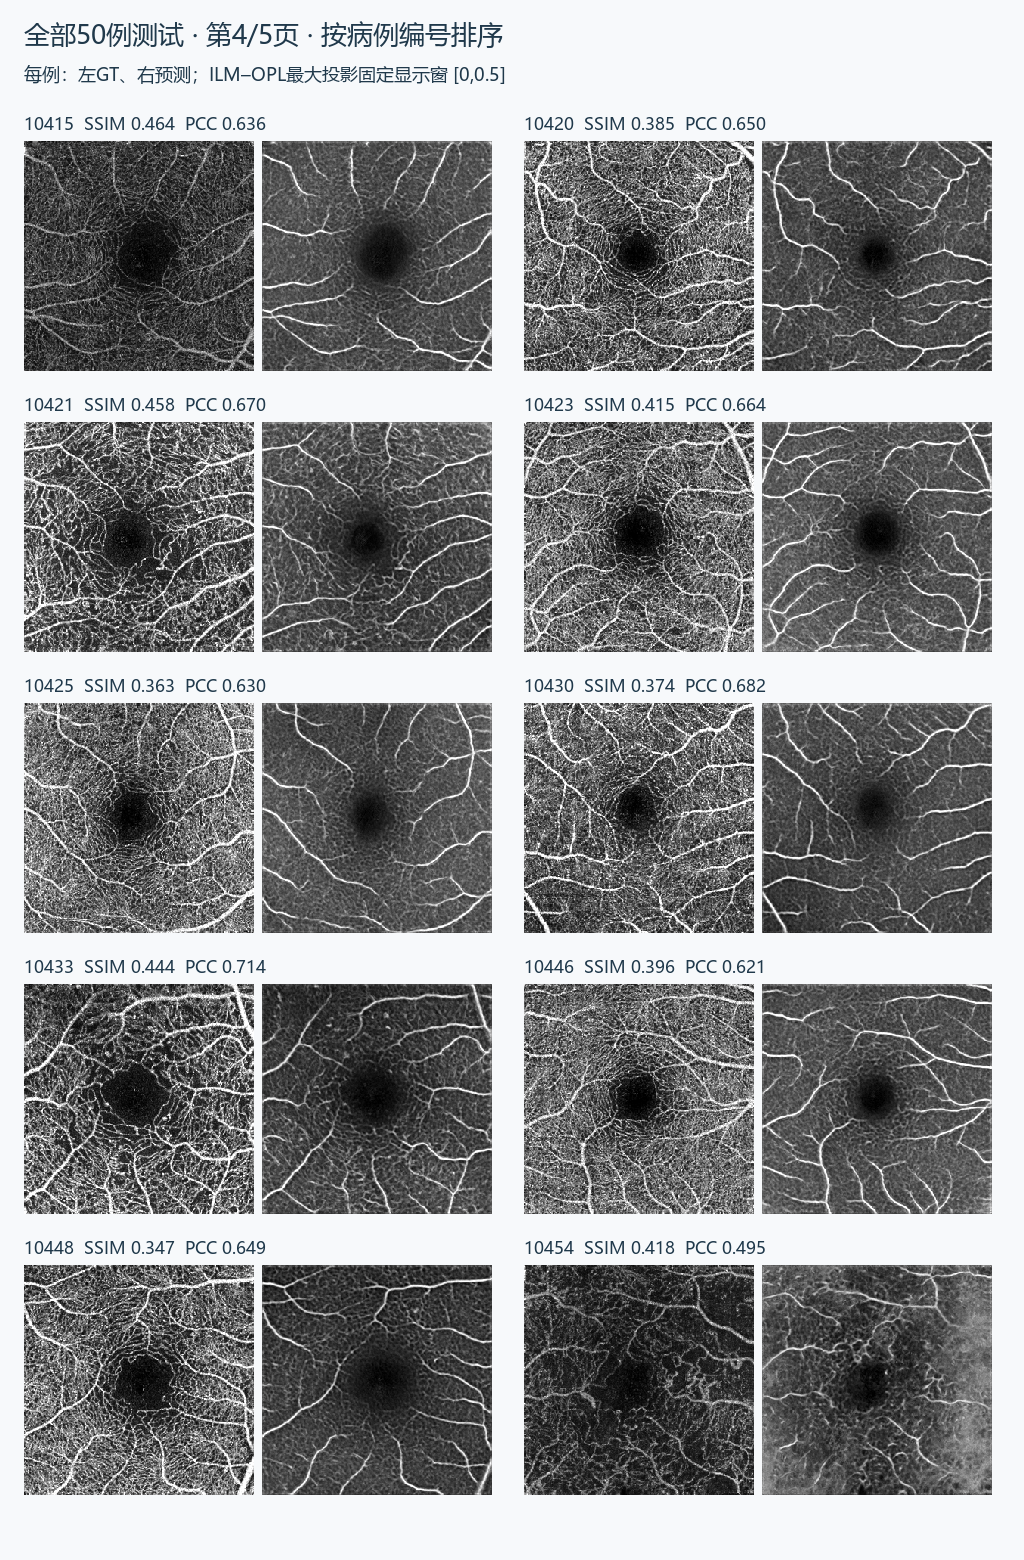 全部50例测试 · 第4/5页 · 按病例编号排序
每例：左GT、右预测；ILM–OPL最大投影固定显示窗 [0,0.5]
10415  SSIM 0.464  PCC 0.636
10420  SSIM 0.385  PCC 0.650
10421  SSIM 0.458  PCC 0.670
10423  SSIM 0.415  PCC 0.664
10425  SSIM 0.363  PCC 0.630
10430  SSIM 0.374  PCC 0.682
10433  SSIM 0.444  PCC 0.714
10446  SSIM 0.396  PCC 0.621
10448  SSIM 0.347  PCC 0.649
10454  SSIM 0.418  PCC 0.495